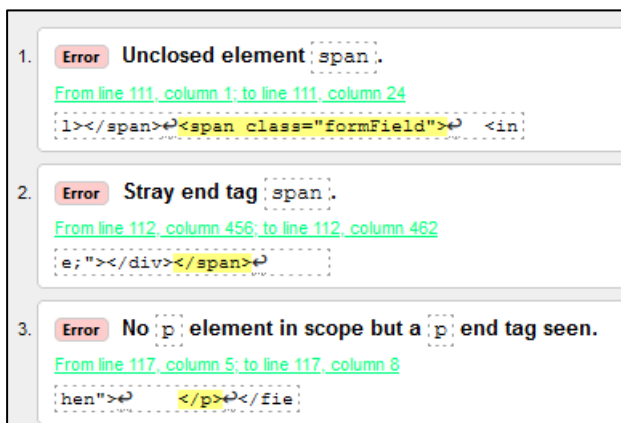 1. Error Unclosed element span.
From line 111, column 1; to line 111, column 24
l></span>↩<span class="formField">↩  <in
2. Error Stray end tag span.
From line 112, column 456; to line 112, column 462
e;"></div></span>↩
3. Error No p element in scope but a p end tag seen.
From line 117, column 5; to line 117, column 8
hen">↩    </p>↩</fie